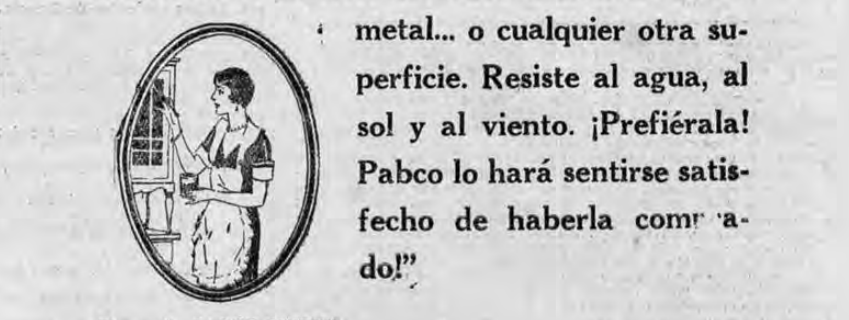 metal... o cualquier otra su-
perficie. Resiste al agua, al
sol y al viento. ¡Prefiérala!
Pabco lo hará sentirse satis-
fecho de haberla comp a-
do!”